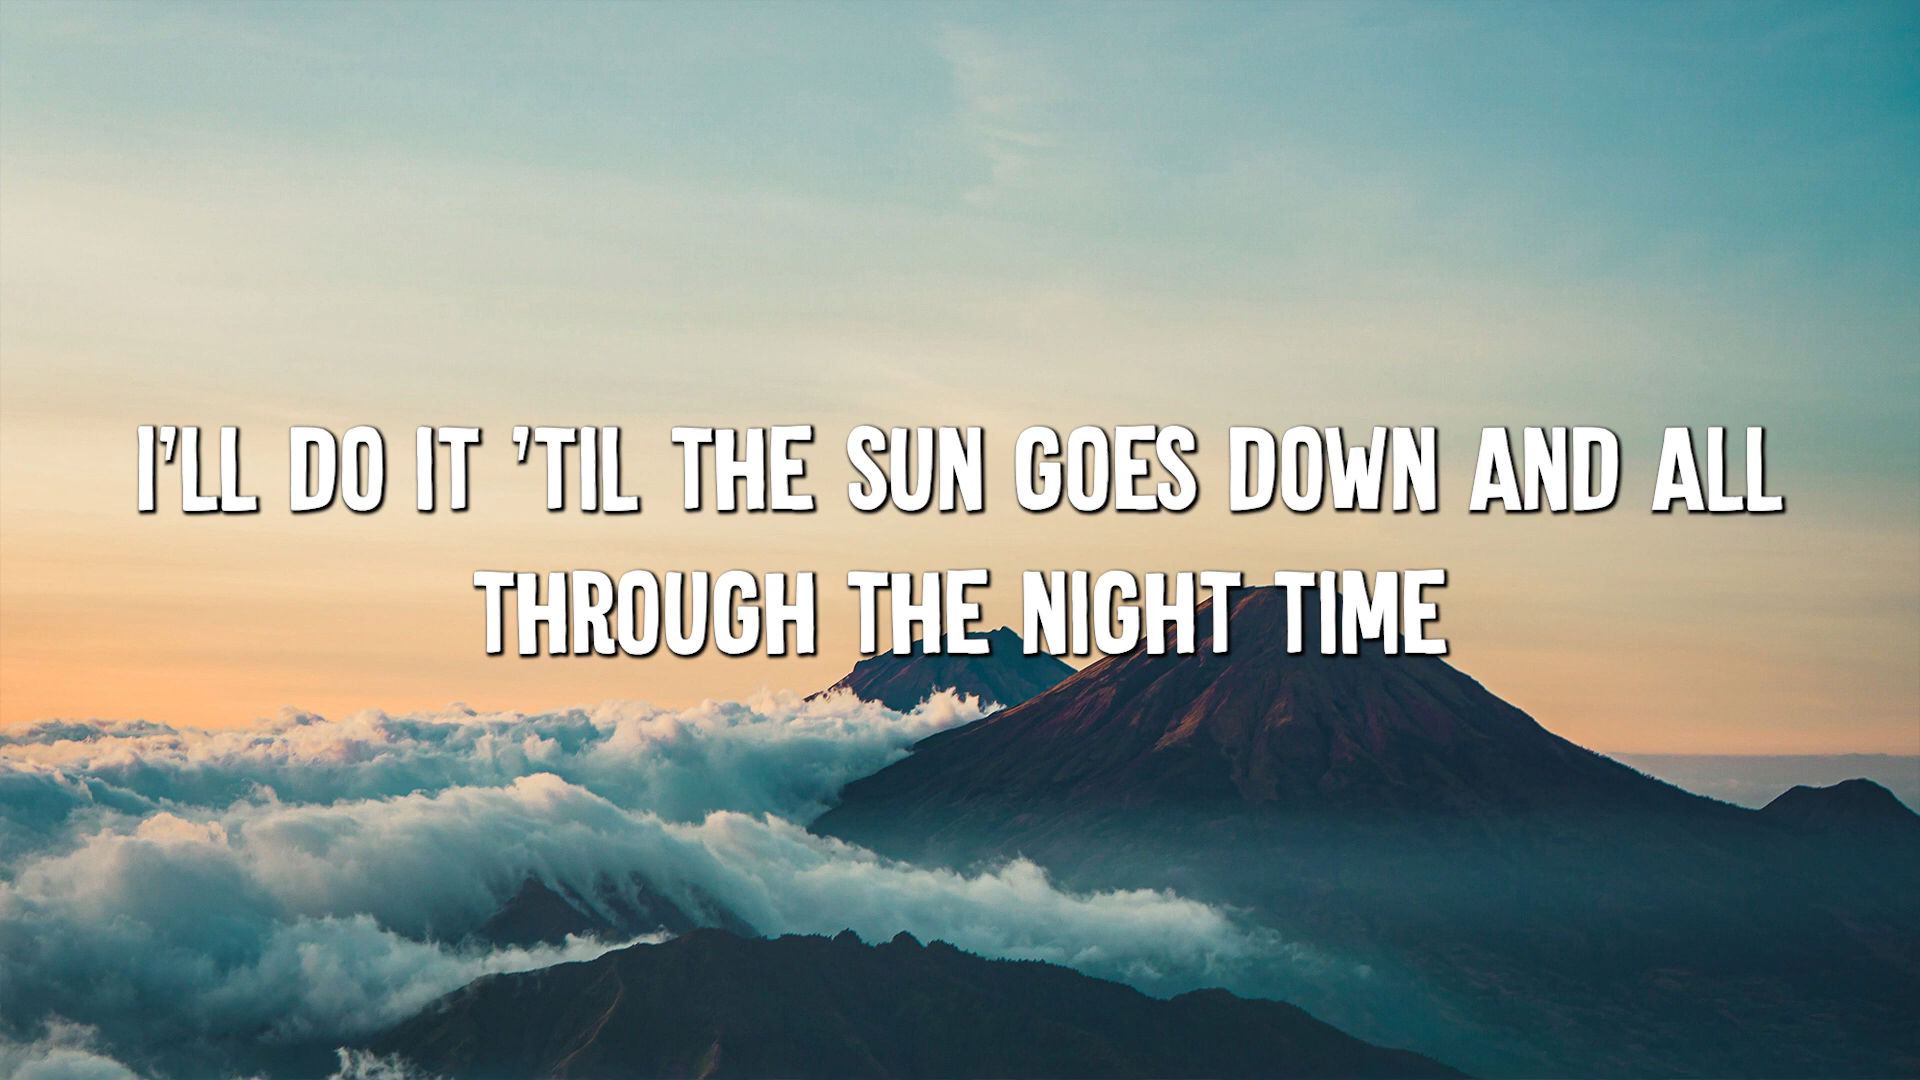 I'LL DO IT 'TIL THE SUN GOES DOWN AND ALL
THROUGH THE NIGHT TIME